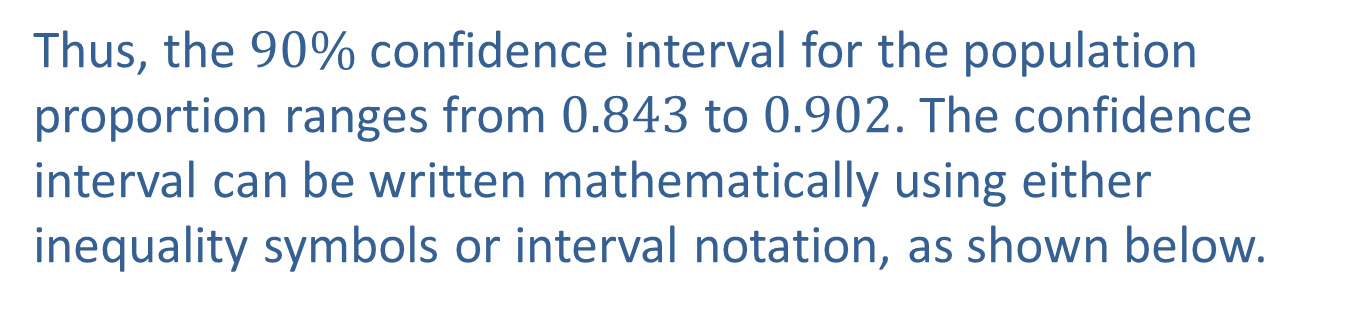 Thus, the 90% confidence interval for the population
proportion ranges from 0.843 to 0.902. The confidence
interval can be written mathematically using either
inequality symbols or interval notation, as shown below.